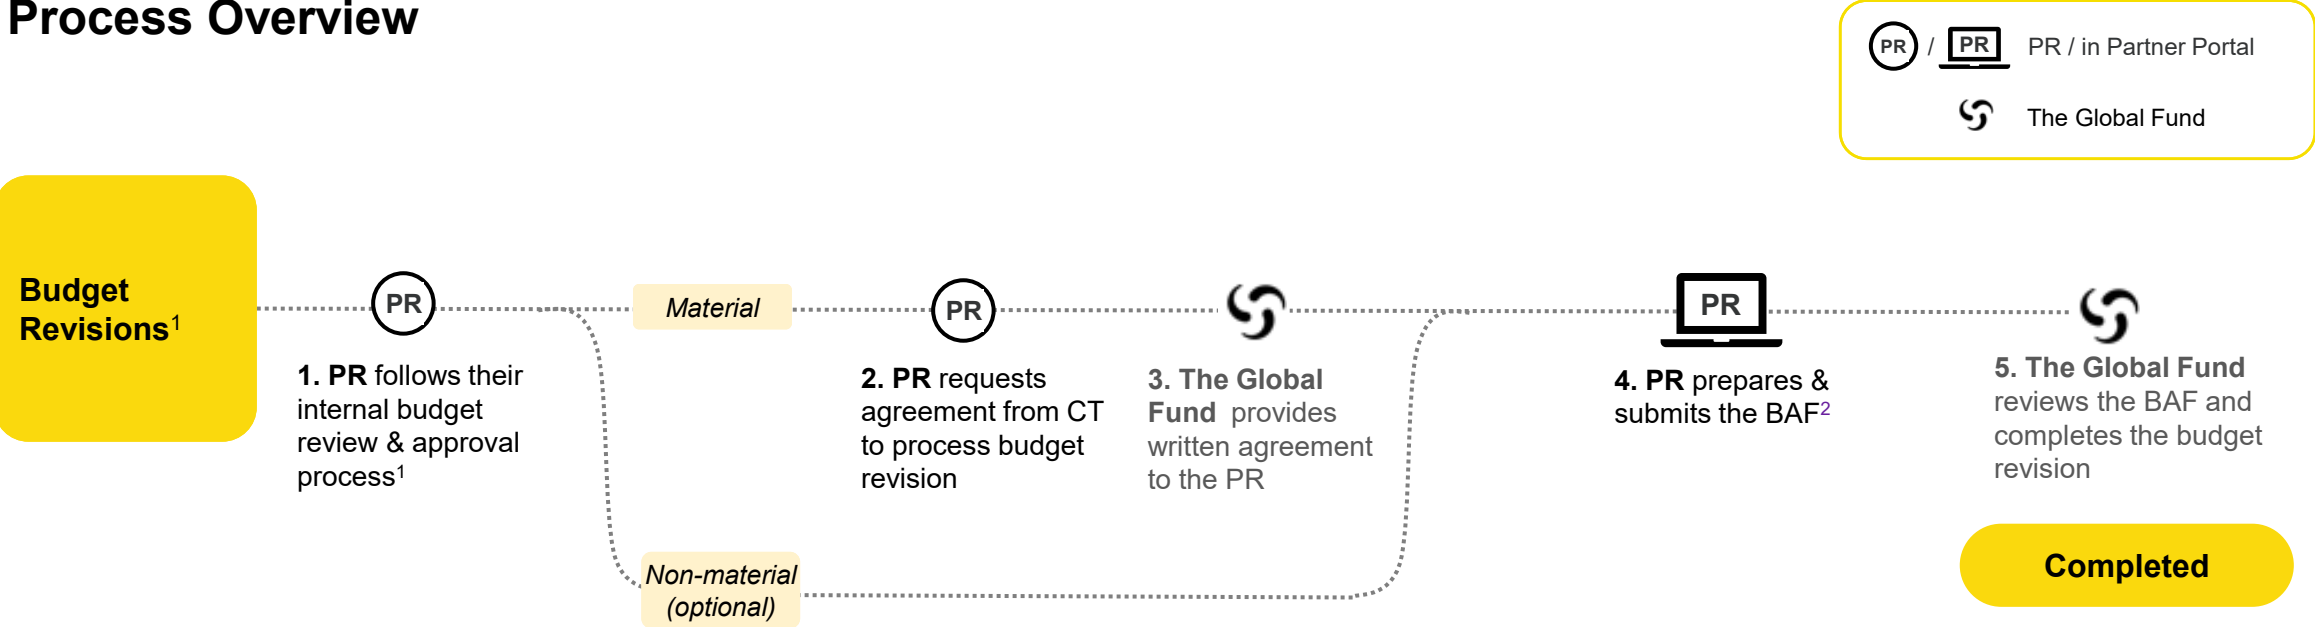 Process Overview
PR / PR PR / in Partner Portal
The Global Fund
Budget
Revisions1
PR
1. PR follows their
internal budget
review & approval
process1
Material
Non-material
(optional)
PR
2. PR requests
agreement from CT
to process budget
revision
3. The Global
Fund provides
written agreement
to the PR
PR
4. PR prepares &
submits the BAF2
5. The Global Fund
reviews the BAF and
completes the budget
revision
Completed